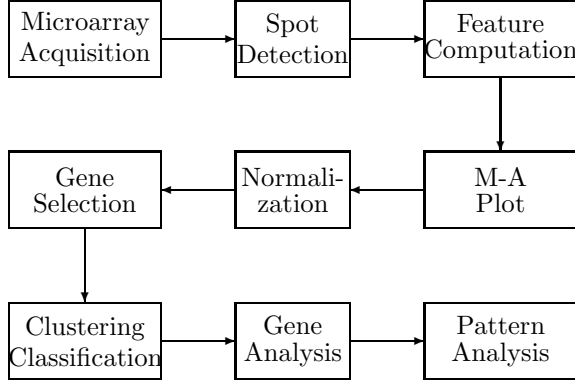 Microarray
Acquisition
Spot
Detection
Feature
Computation
M-A
Plot
Normali-
zation
Gene
Selection
Clustering
Classification
Gene
Analysis
Pattern
Analysis